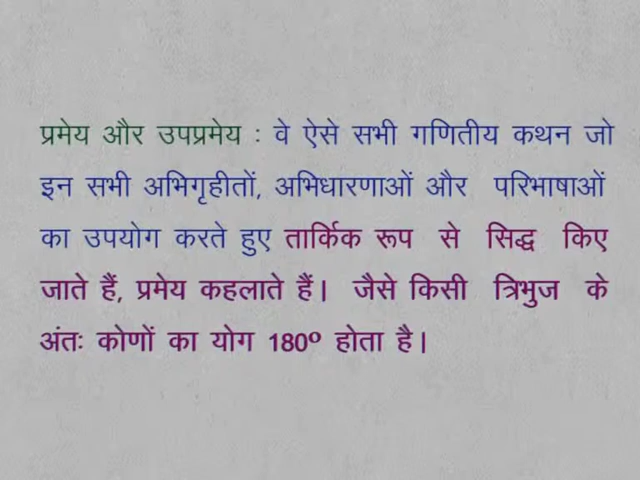 प्रमेय और उपप्रमेय : वे ऐसे सभी गणितीय कथन जो
इन सभी अभिगृहीतों, अभिधारणाओं और परिभाषाओं
का उपयोग करते हुए तार्किक रूप से सिद्ध किए
जाते हैं, प्रमेय कहलाते हैं। जैसे किसी त्रिभुज के
अंतः कोणों का योग 180º होता है।